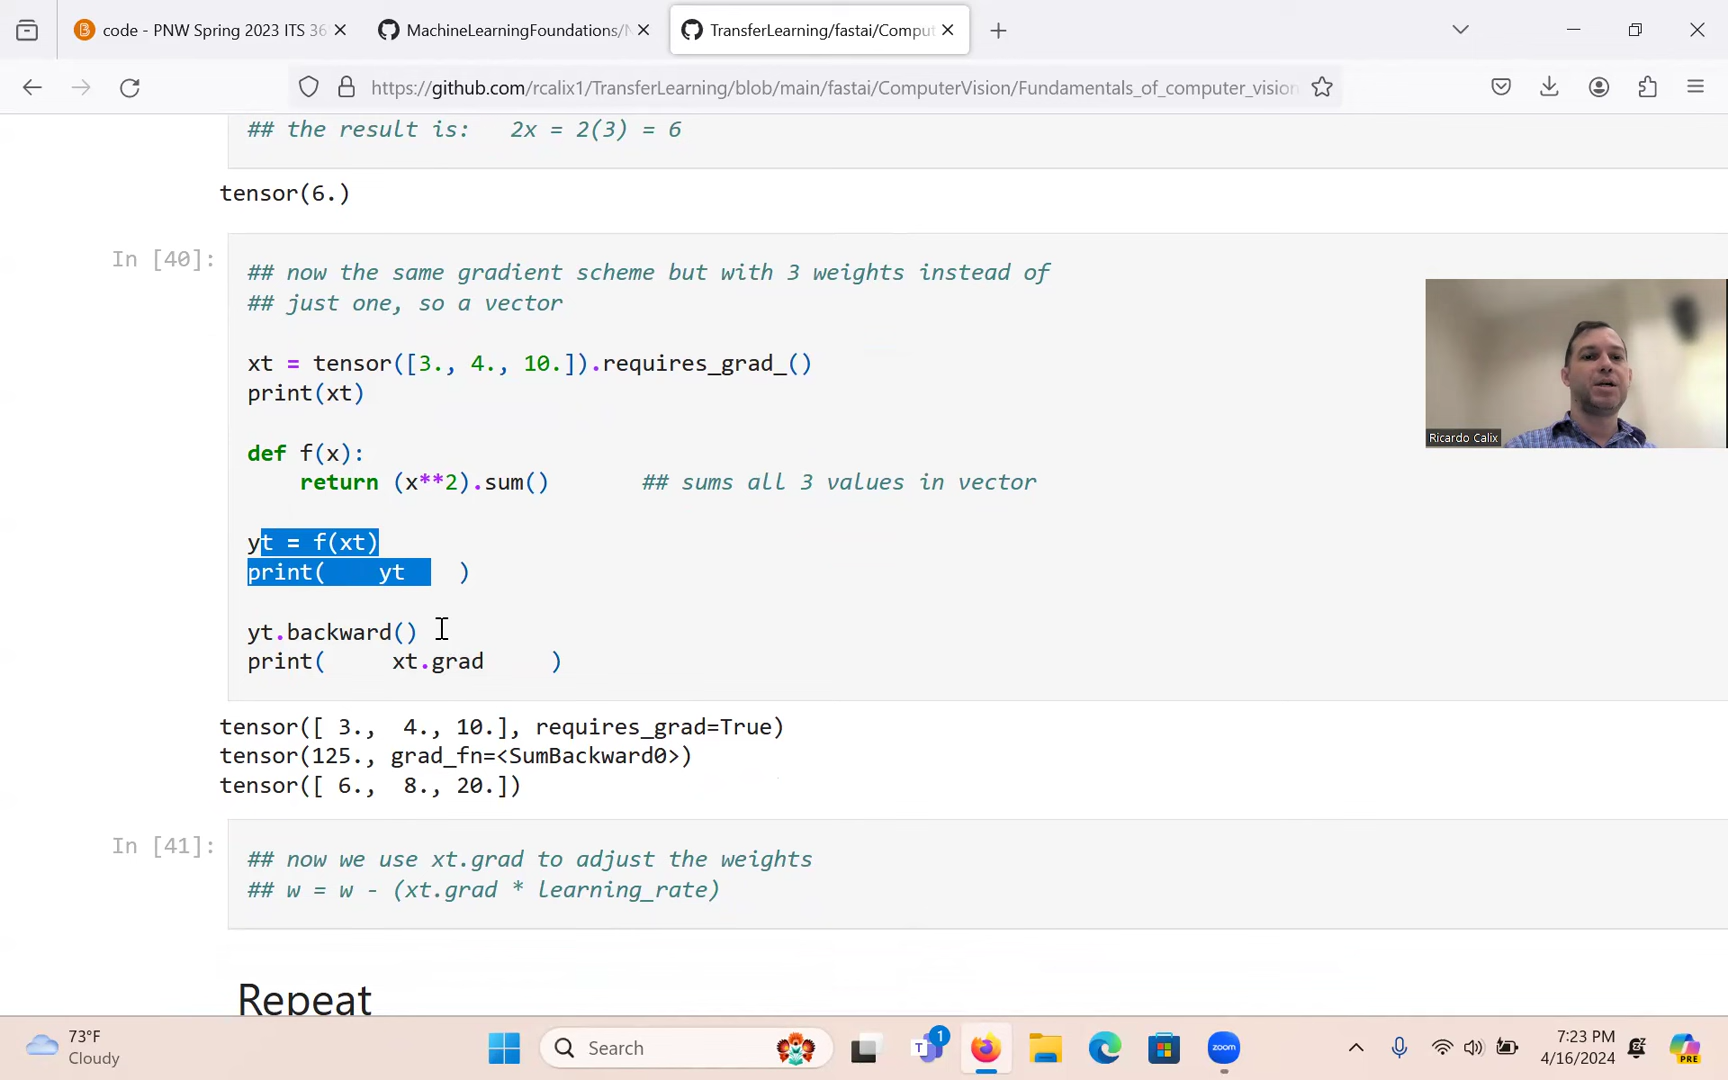 code - PNW Spring 2023 ITS 36
MachineLearningFoundations/N
TransferLearning/fastai/Comput
https://github.com/rcalix1/TransferLearning/blob/main/fastai/ComputerVision/Fundamentals_of_computer_vision
## the result is:   2x = 2(3) = 6
tensor(6.)
In [40]:
## now the same gradient scheme but with 3 weights instead of
## just one, so a vector
xt = tensor([3., 4., 10.]).requires_grad_()
print(xt)
def f(x):
    return (x**2).sum()       ## sums all 3 values in vector
yt = f(xt)
print(    yt    )
yt.backward()
print(     xt.grad     )
tensor([ 3.,  4., 10.], requires_grad=True)
tensor(125., grad_fn=<SumBackward0>)
tensor([ 6.,  8., 20.])
In [41]:
## now we use xt.grad to adjust the weights
## w = w - (xt.grad * learning_rate)
Repeat
Ricardo Calix
73°F
Cloudy
Search
T
1
zoom
7:23 PM
4/16/2024
PRE